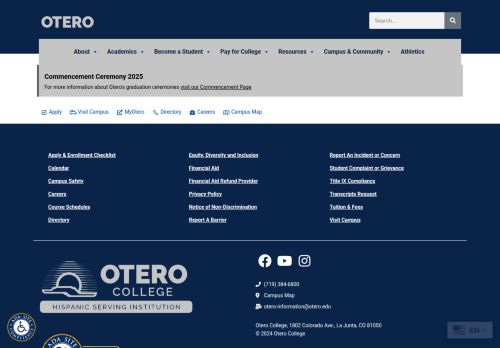 OTERO
Search...
About Academics Become a Student Pay for College Resources Campus & Community Athletics
Commencement Ceremony 2025
For more information about Otero's graduation ceremonies visit our Commencement Page
Apply Visit Campus MyOtero Directory Careers Campus Map
Apply & Enrollment Checklist
Calendar
Campus Safety
Careers
Course Schedules
Directory
Equity, Diversity and Inclusion
Financial Aid
Financial Aid Refund Provider
Privacy Policy
Notice of Non-Discrimination
Report A Barrier
Report An Incident or Concern
Student Complaint or Grievance
Title IX Compliance
Transcripts Request
Tuition & Fees
Visit Campus
OTERO
COLLEGE
HISPANIC SERVING INSTITUTION
(719) 384-6800
Campus Map
otero-information@otero.edu
Otero College, 1802 Colorado Ave., La Junta, CO 81050
© 2024 Otero College
ADA SITE
EN